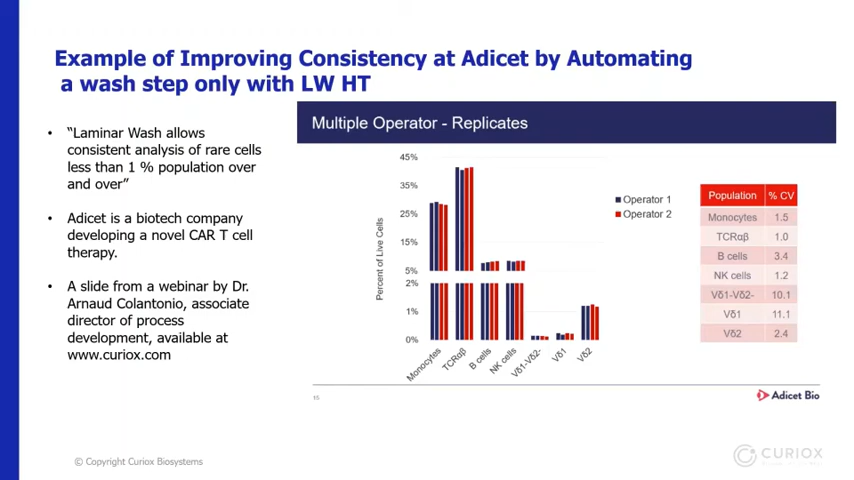 Example of Improving Consistency at Adicet by Automating
a wash step only with LW HT
• “Laminar Wash allows
consistent analysis of rare cells
less than 1 % population over
and over”
• Adicet is a biotech company
developing a novel CAR T cell
therapy.
• A slide from a webinar by Dr.
Arnaud Colantonio, associate
director of process
development, available at
www.curiox.com
Multiple Operator - Replicates
Percent of Live Cells
45%
35%
25%
15%
5%
2%
1%
0%
Monocytes
TCRαβ
B cells
NK cells
Vδ1-Vδ2-
Vδ1
Vδ2
Operator 1
Operator 2
Population % CV
Monocytes 1.5
TCRαβ 1.0
B cells 3.4
NK cells 1.2
Vδ1-Vδ2- 10.1
Vδ1 11.1
Vδ2 2.4
15
Adicet Bio
© Copyright Curiox Biosystems
CURIOX